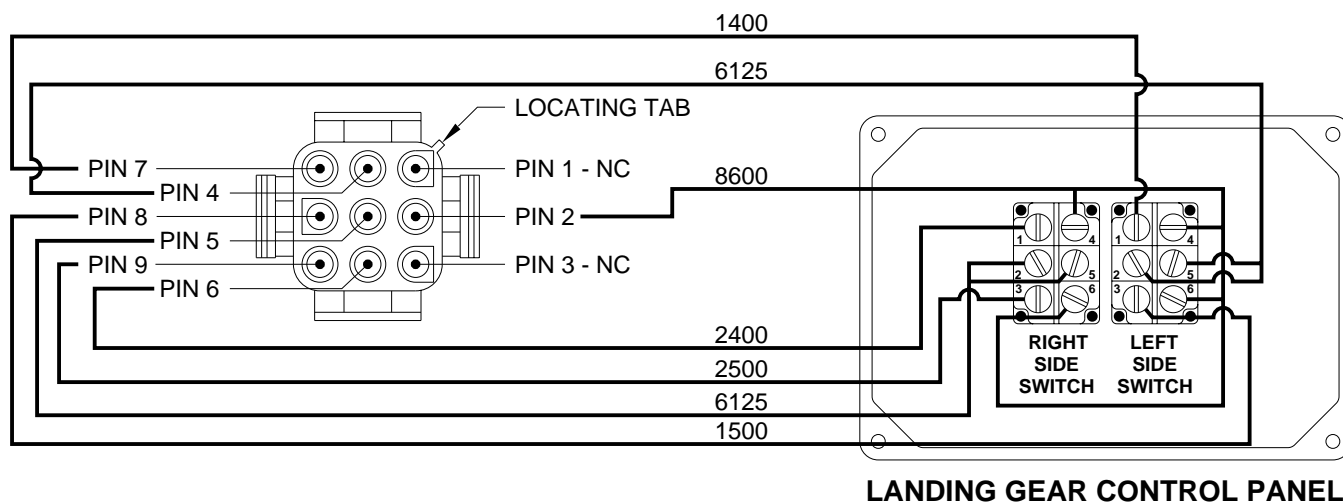 1400
6125
LOCATING TAB
PIN 7
PIN 1 - NC
PIN 4
8600
PIN 8
PIN 2
PIN 5
PIN 9
PIN 3 - NC
PIN 6
1
4
2
5
3
6
1
4
2
5
3
6
RIGHT
SIDE
SWITCH
LEFT
SIDE
SWITCH
2400
2500
6125
1500
LANDING GEAR CONTROL PANEL